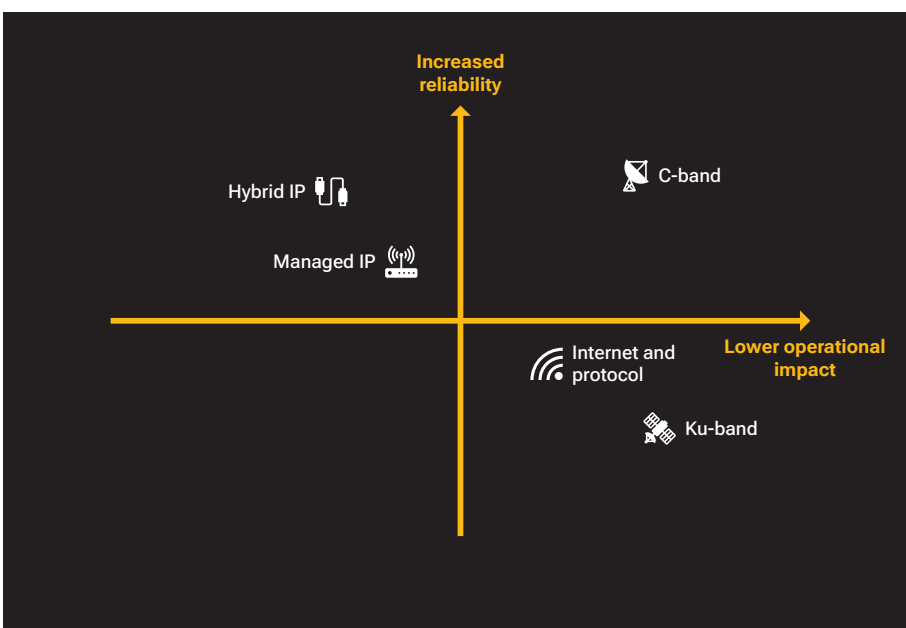 Increased
reliability
Hybrid IP
C-band
Managed IP
Internet and
protocol
Lower operational
impact
Ku-band